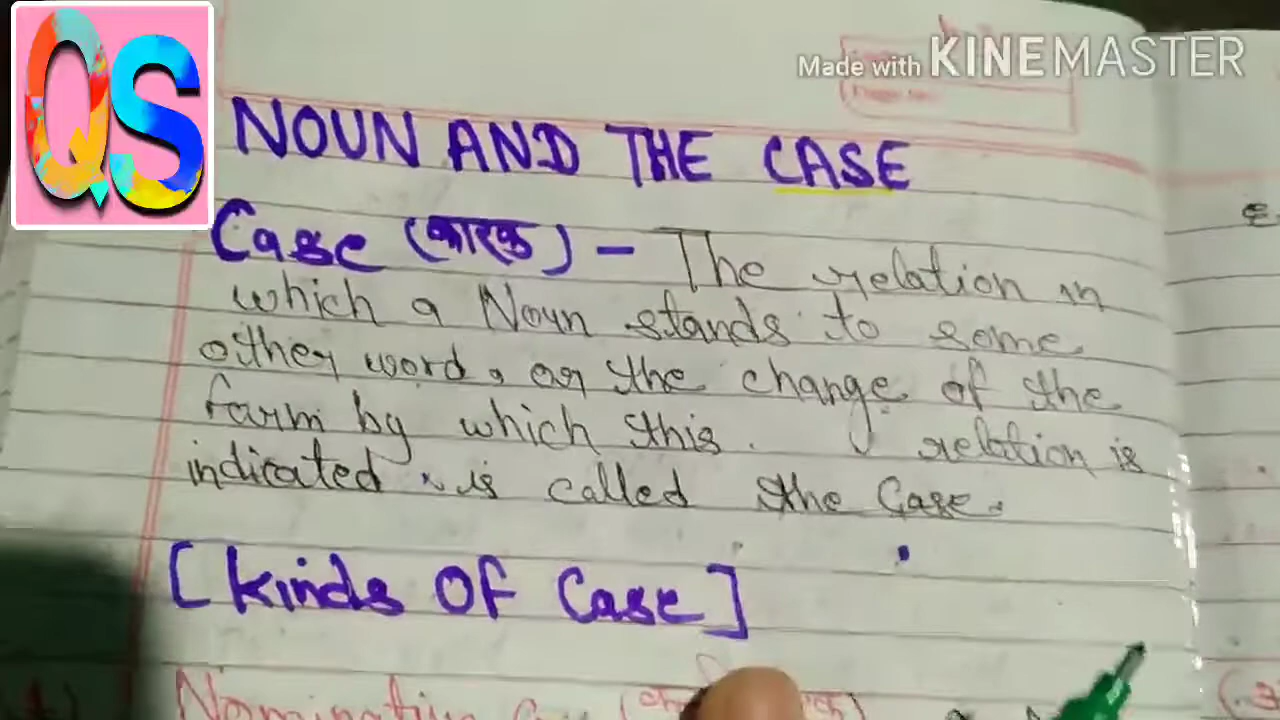 QS
Made with KINEMASTER
NOUN AND THE CASE
Case (कारक) - The relation in
which a Noun stands to some
other word, or the change of the
farm by which this relation is
indicated, is called the Case.
[Kinds Of Case]
Nominative